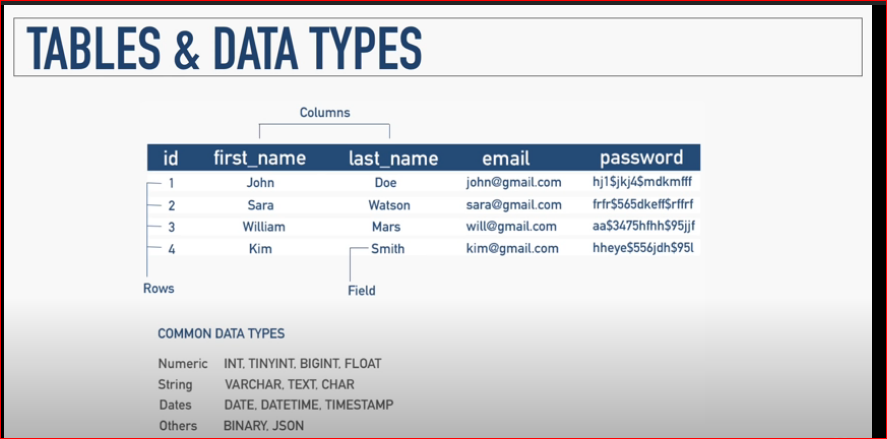 TABLES & DATA TYPES
Columns
id first_name last_name email password
1 John Doe john@gmail.com hj1$jkj4$mdkmfff
2 Sara Watson sara@gmail.com frfr$565dkeff$rffrf
3 William Mars will@gmail.com aa$3475hfhh$95jjf
4 Kim Smith kim@gmail.com hheye$556jdh$95l
Rows
Field
COMMON DATA TYPES
Numeric INT, TINYINT, BIGINT, FLOAT
String VARCHAR, TEXT, CHAR
Dates DATE, DATETIME, TIMESTAMP
Others BINARY, JSON